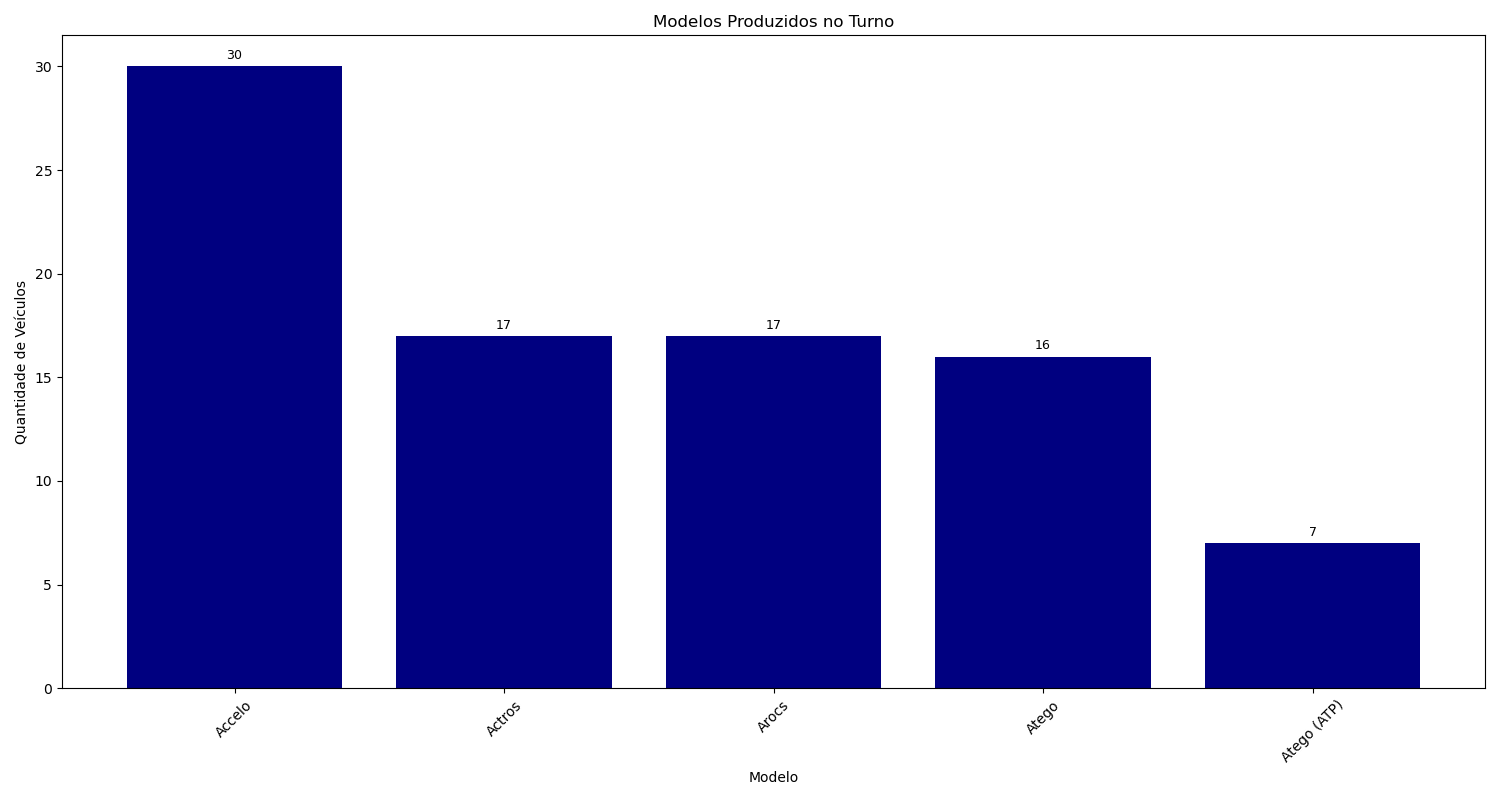 Modelos Produzidos no Turno
Quantidade de Veículos
30
25
20
15
10
5
0
30
17
17
16
7
Accelo
Actros
Arocs
Atego
Atego (ATP)
Modelo